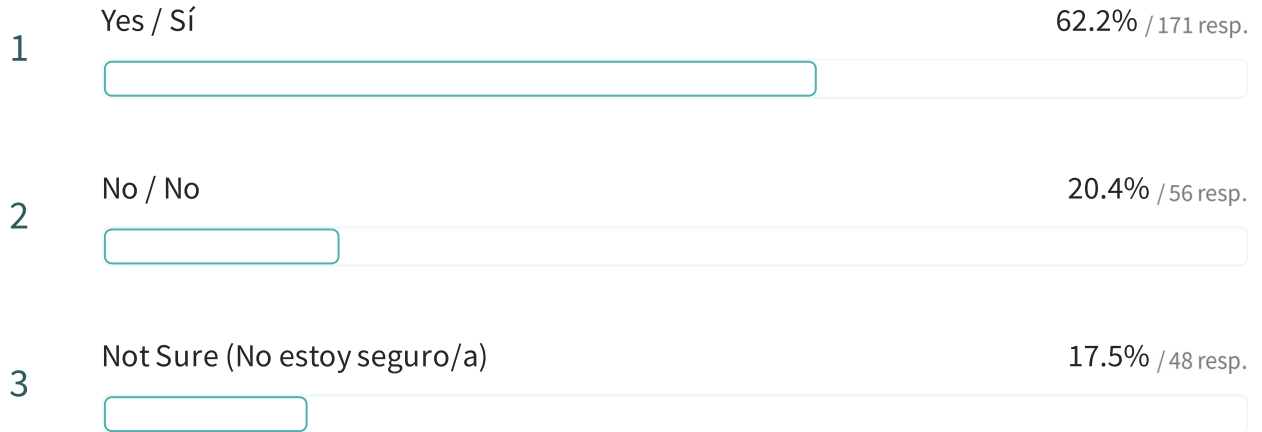 1
Yes / Sí
62.2% / 171 resp.
2
No / No
20.4% / 56 resp.
3
Not Sure (No estoy seguro/a)
17.5% / 48 resp.